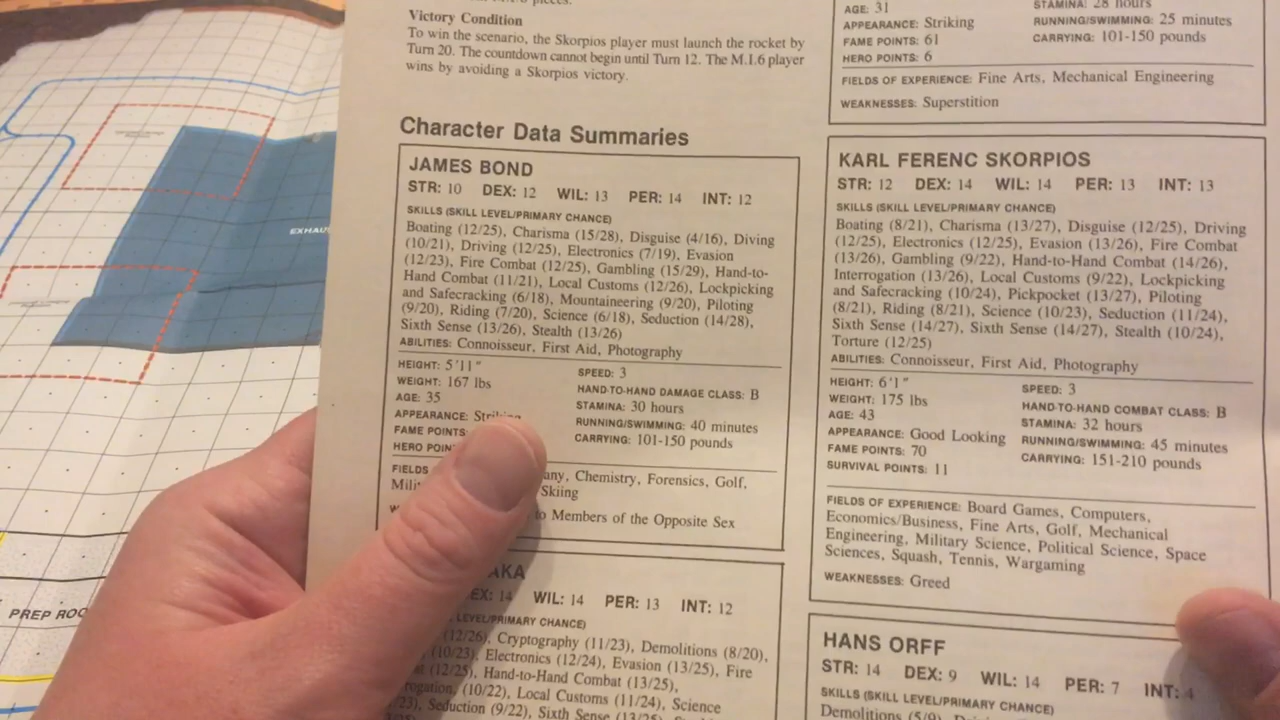 Victory Condition
To win the scenario, the Skorpios player must launch the rocket by
Turn 20. The countdown cannot begin until Turn 12. The M.I.6 player
wins by avoiding a Skorpios victory.
Character Data Summaries
JAMES BOND
STR: 10 DEX: 12 WIL: 13 PER: 14 INT: 12
SKILLS (SKILL LEVEL/PRIMARY CHANCE)
Boating (12/25), Charisma (15/28), Disguise (4/16), Diving
(10/21), Driving (12/25), Electronics (7/19), Evasion
(12/23), Fire Combat (12/25), Gambling (15/29), Hand-to-
Hand Combat (11/21), Local Customs (12/26), Lockpicking
and Safecracking (6/18), Mountaineering (9/20), Piloting
(9/20), Riding (7/20), Science (6/18), Seduction (14/28),
Sixth Sense (13/26), Stealth (13/26)
ABILITIES: Connoisseur, First Aid, Photography
HEIGHT: 5'11"
WEIGHT: 167 lbs
AGE: 35
APPEARANCE:
FAME POINTS:
SPEED: 3
HAND-TO-HAND DAMAGE CLASS: B
STAMINA: 30 hours
RUNNING/SWIMMING: 40 minutes
CARRYING: 101-150 pounds
FIELDS
Chemistry, Forensics, Golf,
Skiing
to Members of the Opposite Sex
WIL: 14 PER: 13 INT: 12
LEVEL/PRIMARY CHANCE)
(12/26), Cryptography (11/23), Demolitions (8/20),
(10/23), Electronics (12/24), Evasion (13/25), Fire
(12/25), Hand-to-Hand Combat (13/25),
(10/22), Local Customs (11/24), Science
Seduction (9/22), Sixth Sense
AGE: 31
APPEARANCE: Striking
FAME POINTS: 61
HERO POINTS: 6
STAMINA: 28 hours
RUNNING/SWIMMING: 25 minutes
CARRYING: 101-150 pounds
FIELDS OF EXPERIENCE: Fine Arts, Mechanical Engineering
WEAKNESSES: Superstition
KARL FERENC SKORPIOS
STR: 12 DEX: 14 WIL: 14 PER: 13 INT: 13
SKILLS (SKILL LEVEL/PRIMARY CHANCE)
Boating (8/21), Charisma (13/27), Disguise (12/25), Driving
(12/25), Electronics (12/25), Evasion (13/26), Fire Combat
(13/26), Gambling (9/22), Hand-to-Hand Combat (14/26),
Interrogation (13/26), Local Customs (9/22), Lockpicking
and Safecracking (10/24), Pickpocket (13/27), Piloting
(8/21), Riding (8/21), Science (10/23), Seduction (11/24),
Sixth Sense (14/27), Sixth Sense (14/27), Stealth (10/24),
Torture (12/25)
ABILITIES: Connoisseur, First Aid, Photography
HEIGHT: 6'1"
WEIGHT: 175 lbs
AGE: 43
APPEARANCE: Good Looking
FAME POINTS: 70
SURVIVAL POINTS: 11
SPEED: 3
HAND-TO-HAND COMBAT CLASS: B
STAMINA: 32 hours
RUNNING/SWIMMING: 45 minutes
CARRYING: 151-210 pounds
FIELDS OF EXPERIENCE: Board Games, Computers,
Economics/Business, Fine Arts, Golf, Mechanical
Engineering, Military Science, Political Science, Space
Sciences, Squash, Tennis, Wargaming
WEAKNESSES: Greed
HANS ORFF
STR: 14 DEX: 9 WIL: 14 PER: 7 INT: 4
SKILLS (SKILL LEVEL/PRIMARY CHANCE)
Demolitions (5/9),
PREP